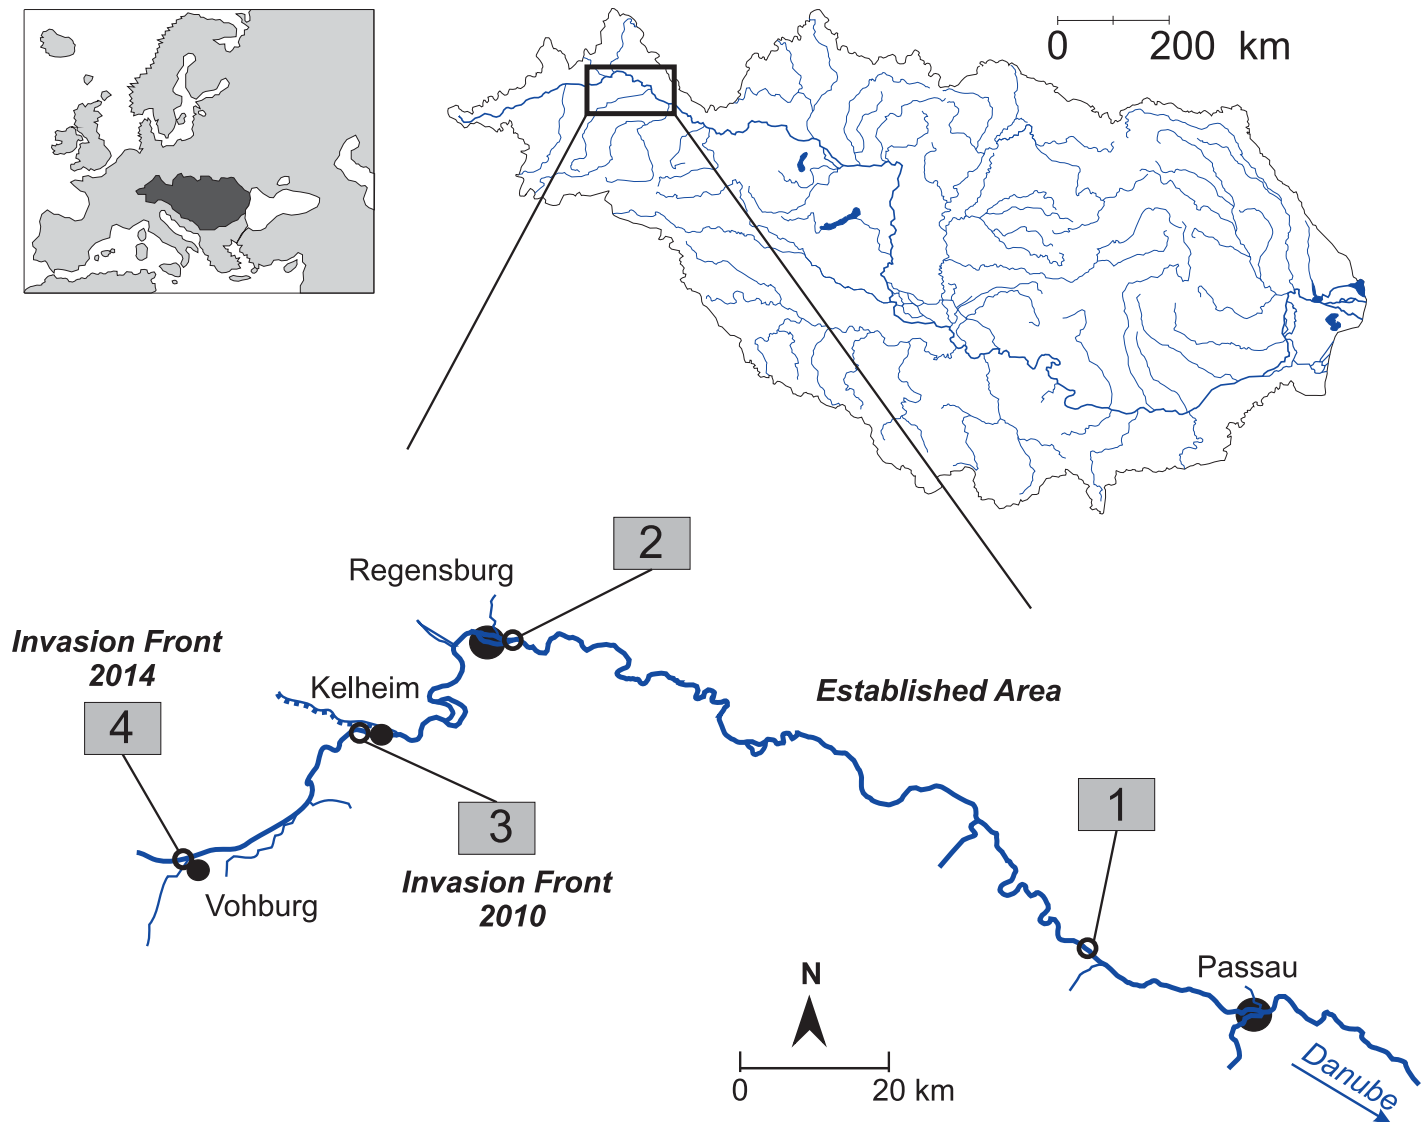 0 200 km
2
Regensburg
Invasion Front
2014
Kelheim
Established Area
4
1
3
Invasion Front
2010
Vohburg
N
Passau
0 20 km
Danube